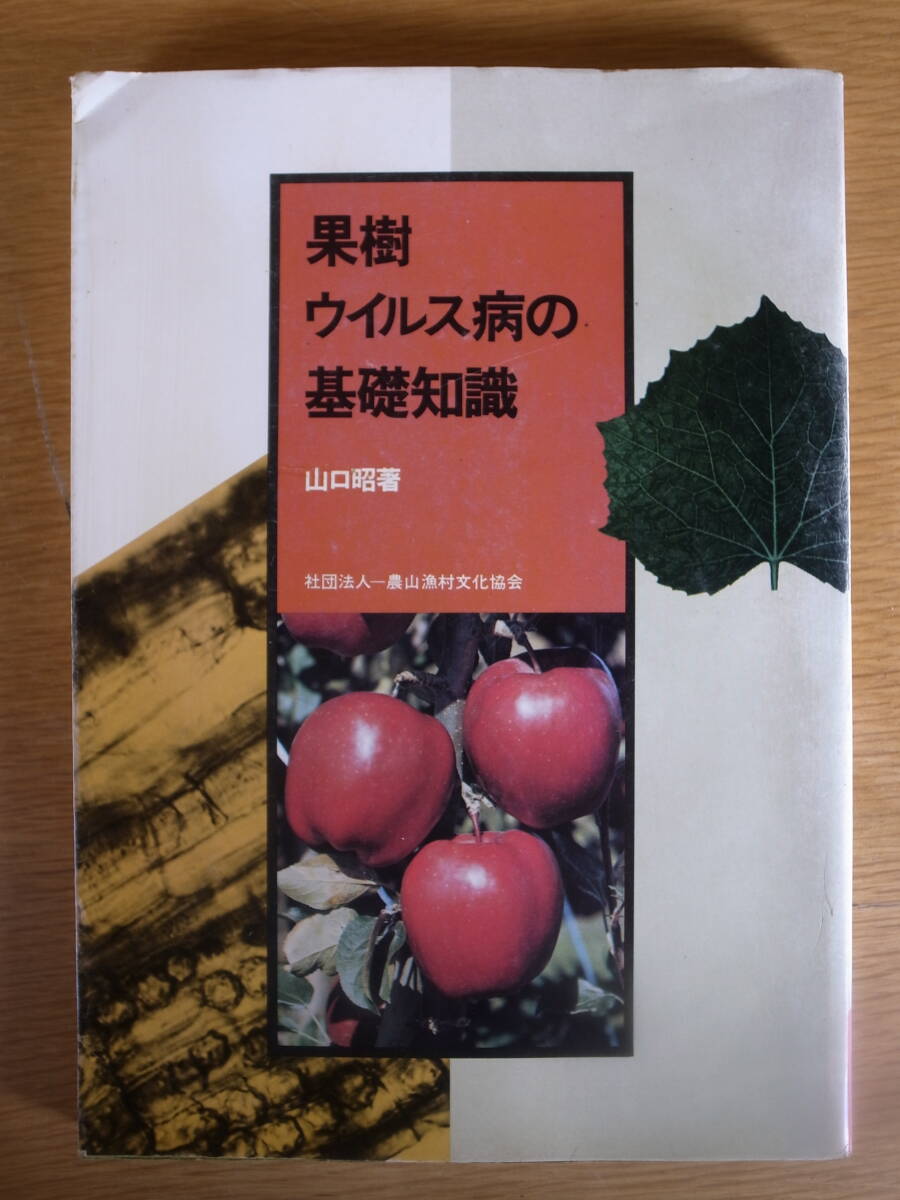 果樹
ウイルス病の
基礎知識
山口昭著
社団法人―農山漁村文化協会